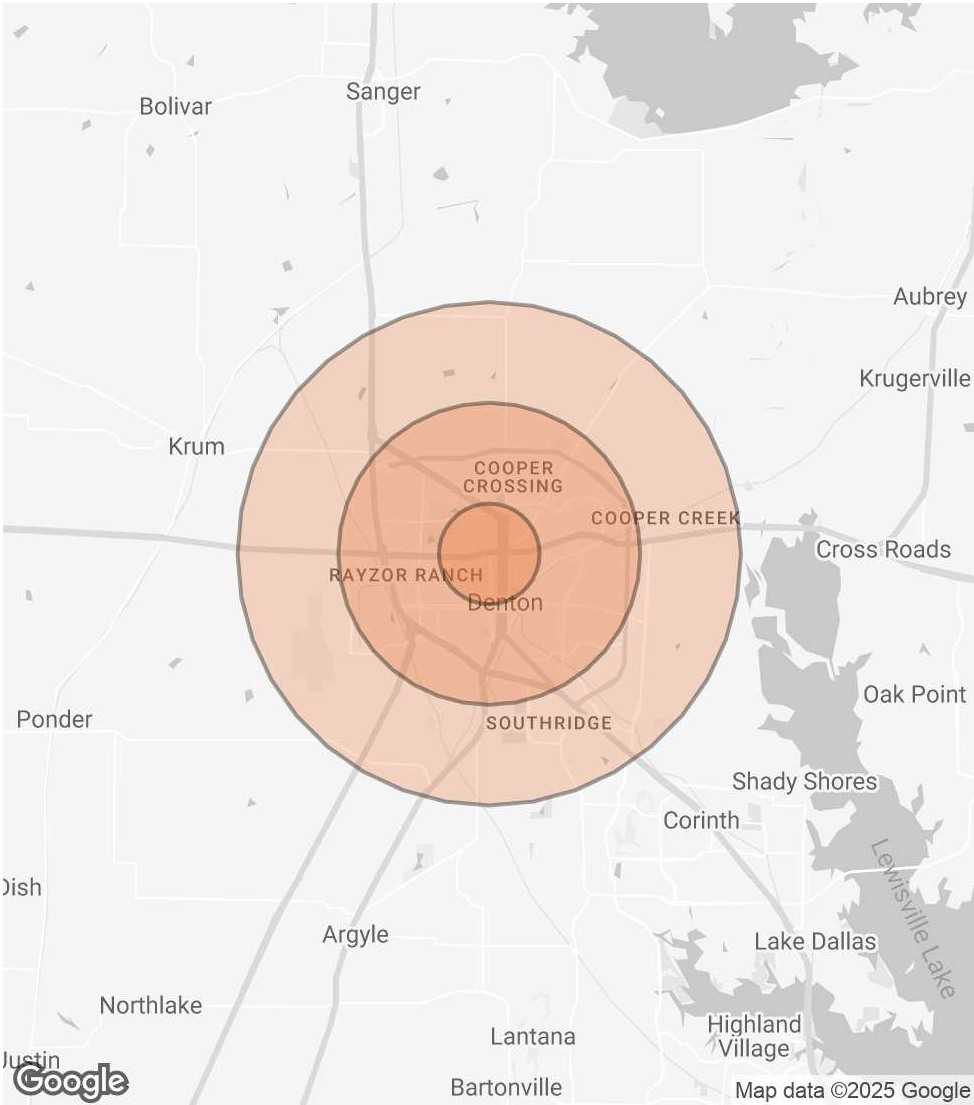 Sanger
Bolivar
Aubrey
Krugerville
Krum
COOPER
CROSSING
COOPER CREEK
Cross Roads
RAYZOR RANCH
Denton
Oak Point
Ponder
SOUTHRIDGE
Shady Shores
Corinth
Dish
Lewisville Lake
Argyle
Lake Dallas
Northlake
Highland
Village
Lantana
Justin
Google
Bartonville
Map data ©2025 Google